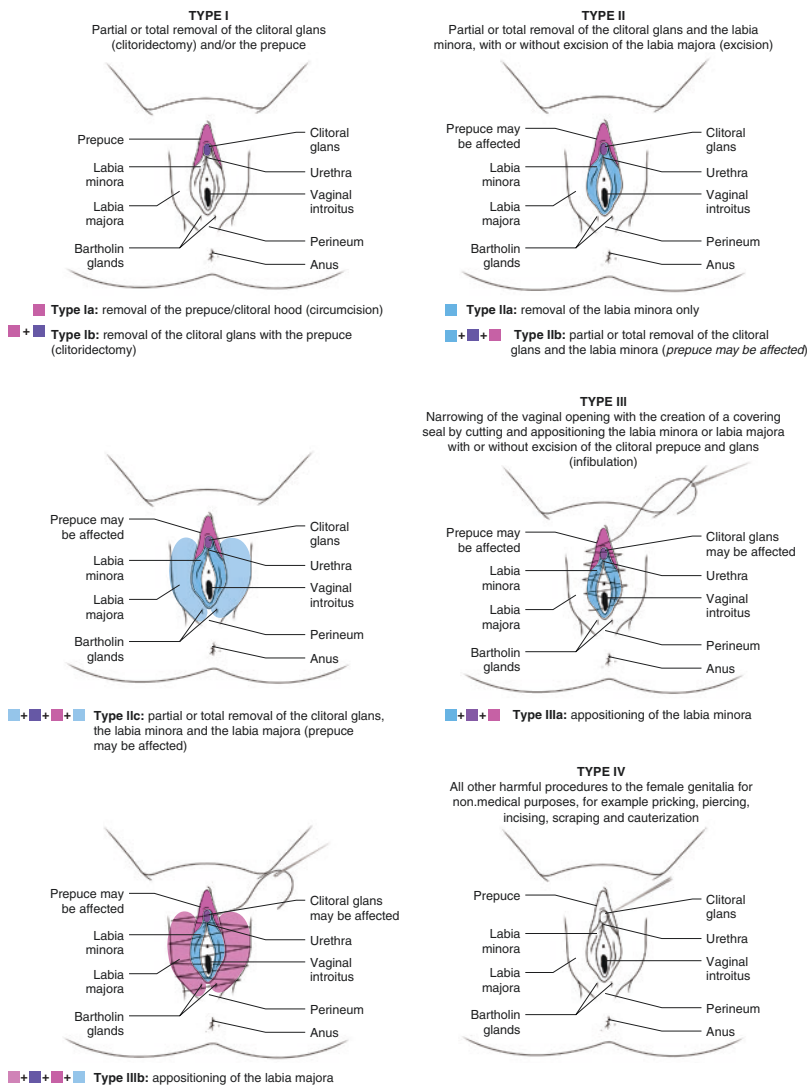 TYPE I
Partial or total removal of the clitoral glans
(clitoridectomy) and/or the prepuce
Prepuce
Labia
minora
Labia
majora
Bartholin
glands
Clitoral
glans
Urethra
Vaginal
introitus
Perineum
Anus
Type Ia: removal of the prepuce/clitoral hood (circumcision)
+ Type Ib: removal of the clitoral glans with the prepuce
(clitoridectomy)
TYPE II
Partial or total removal of the clitoral glans and the labia
minora, with or without excision of the labia majora (excision)
Prepuce may
be affected
Labia
minora
Labia
majora
Bartholin
glands
Clitoral
glans
Urethra
Vaginal
introitus
Perineum
Anus
Type IIa: removal of the labia minora only
+ + Type IIb: partial or total removal of the clitoral
glans and the labia minora (prepuce may be affected)
Prepuce may
be affected
Labia
minora
Labia
majora
Bartholin
glands
Clitoral
glans
Urethra
Vaginal
introitus
Perineum
Anus
+ + + Type IIc: partial or total removal of the clitoral glans,
the labia minora and the labia majora (prepuce
may be affected)
TYPE III
Narrowing of the vaginal opening with the creation of a covering
seal by cutting and appositioning the labia minora or labia majora
with or without excision of the clitoral prepuce and glans
(infibulation)
Prepuce may
be affected
Labia
minora
Labia
majora
Bartholin
glands
Clitoral glans
may be affected
Urethra
Vaginal
introitus
Perineum
Anus
+ + Type IIIa: appositioning of the labia minora
Prepuce may
be affected
Labia
minora
Labia
majora
Bartholin
glands
Clitoral glans
may be affected
Urethra
Vaginal
introitus
Perineum
Anus
+ + + Type IIIb: appositioning of the labia majora
TYPE IV
All other harmful procedures to the female genitalia for
non.medical purposes, for example pricking, piercing,
incising, scraping and cauterization
Prepuce
Labia
minora
Labia
majora
Bartholin
glands
Clitoral
glans
Urethra
Vaginal
introitus
Perineum
Anus